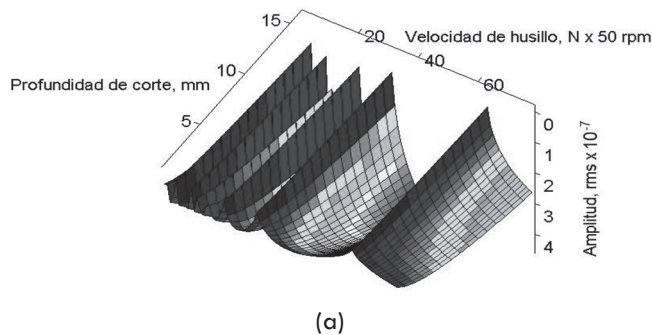 15
20
Velocidad de husillo, N x 50 rpm
10
40
Profundidad de corte, mm
60
5
0
1
2
3
4
Amplitud, rms x 10⁻⁷
(a)